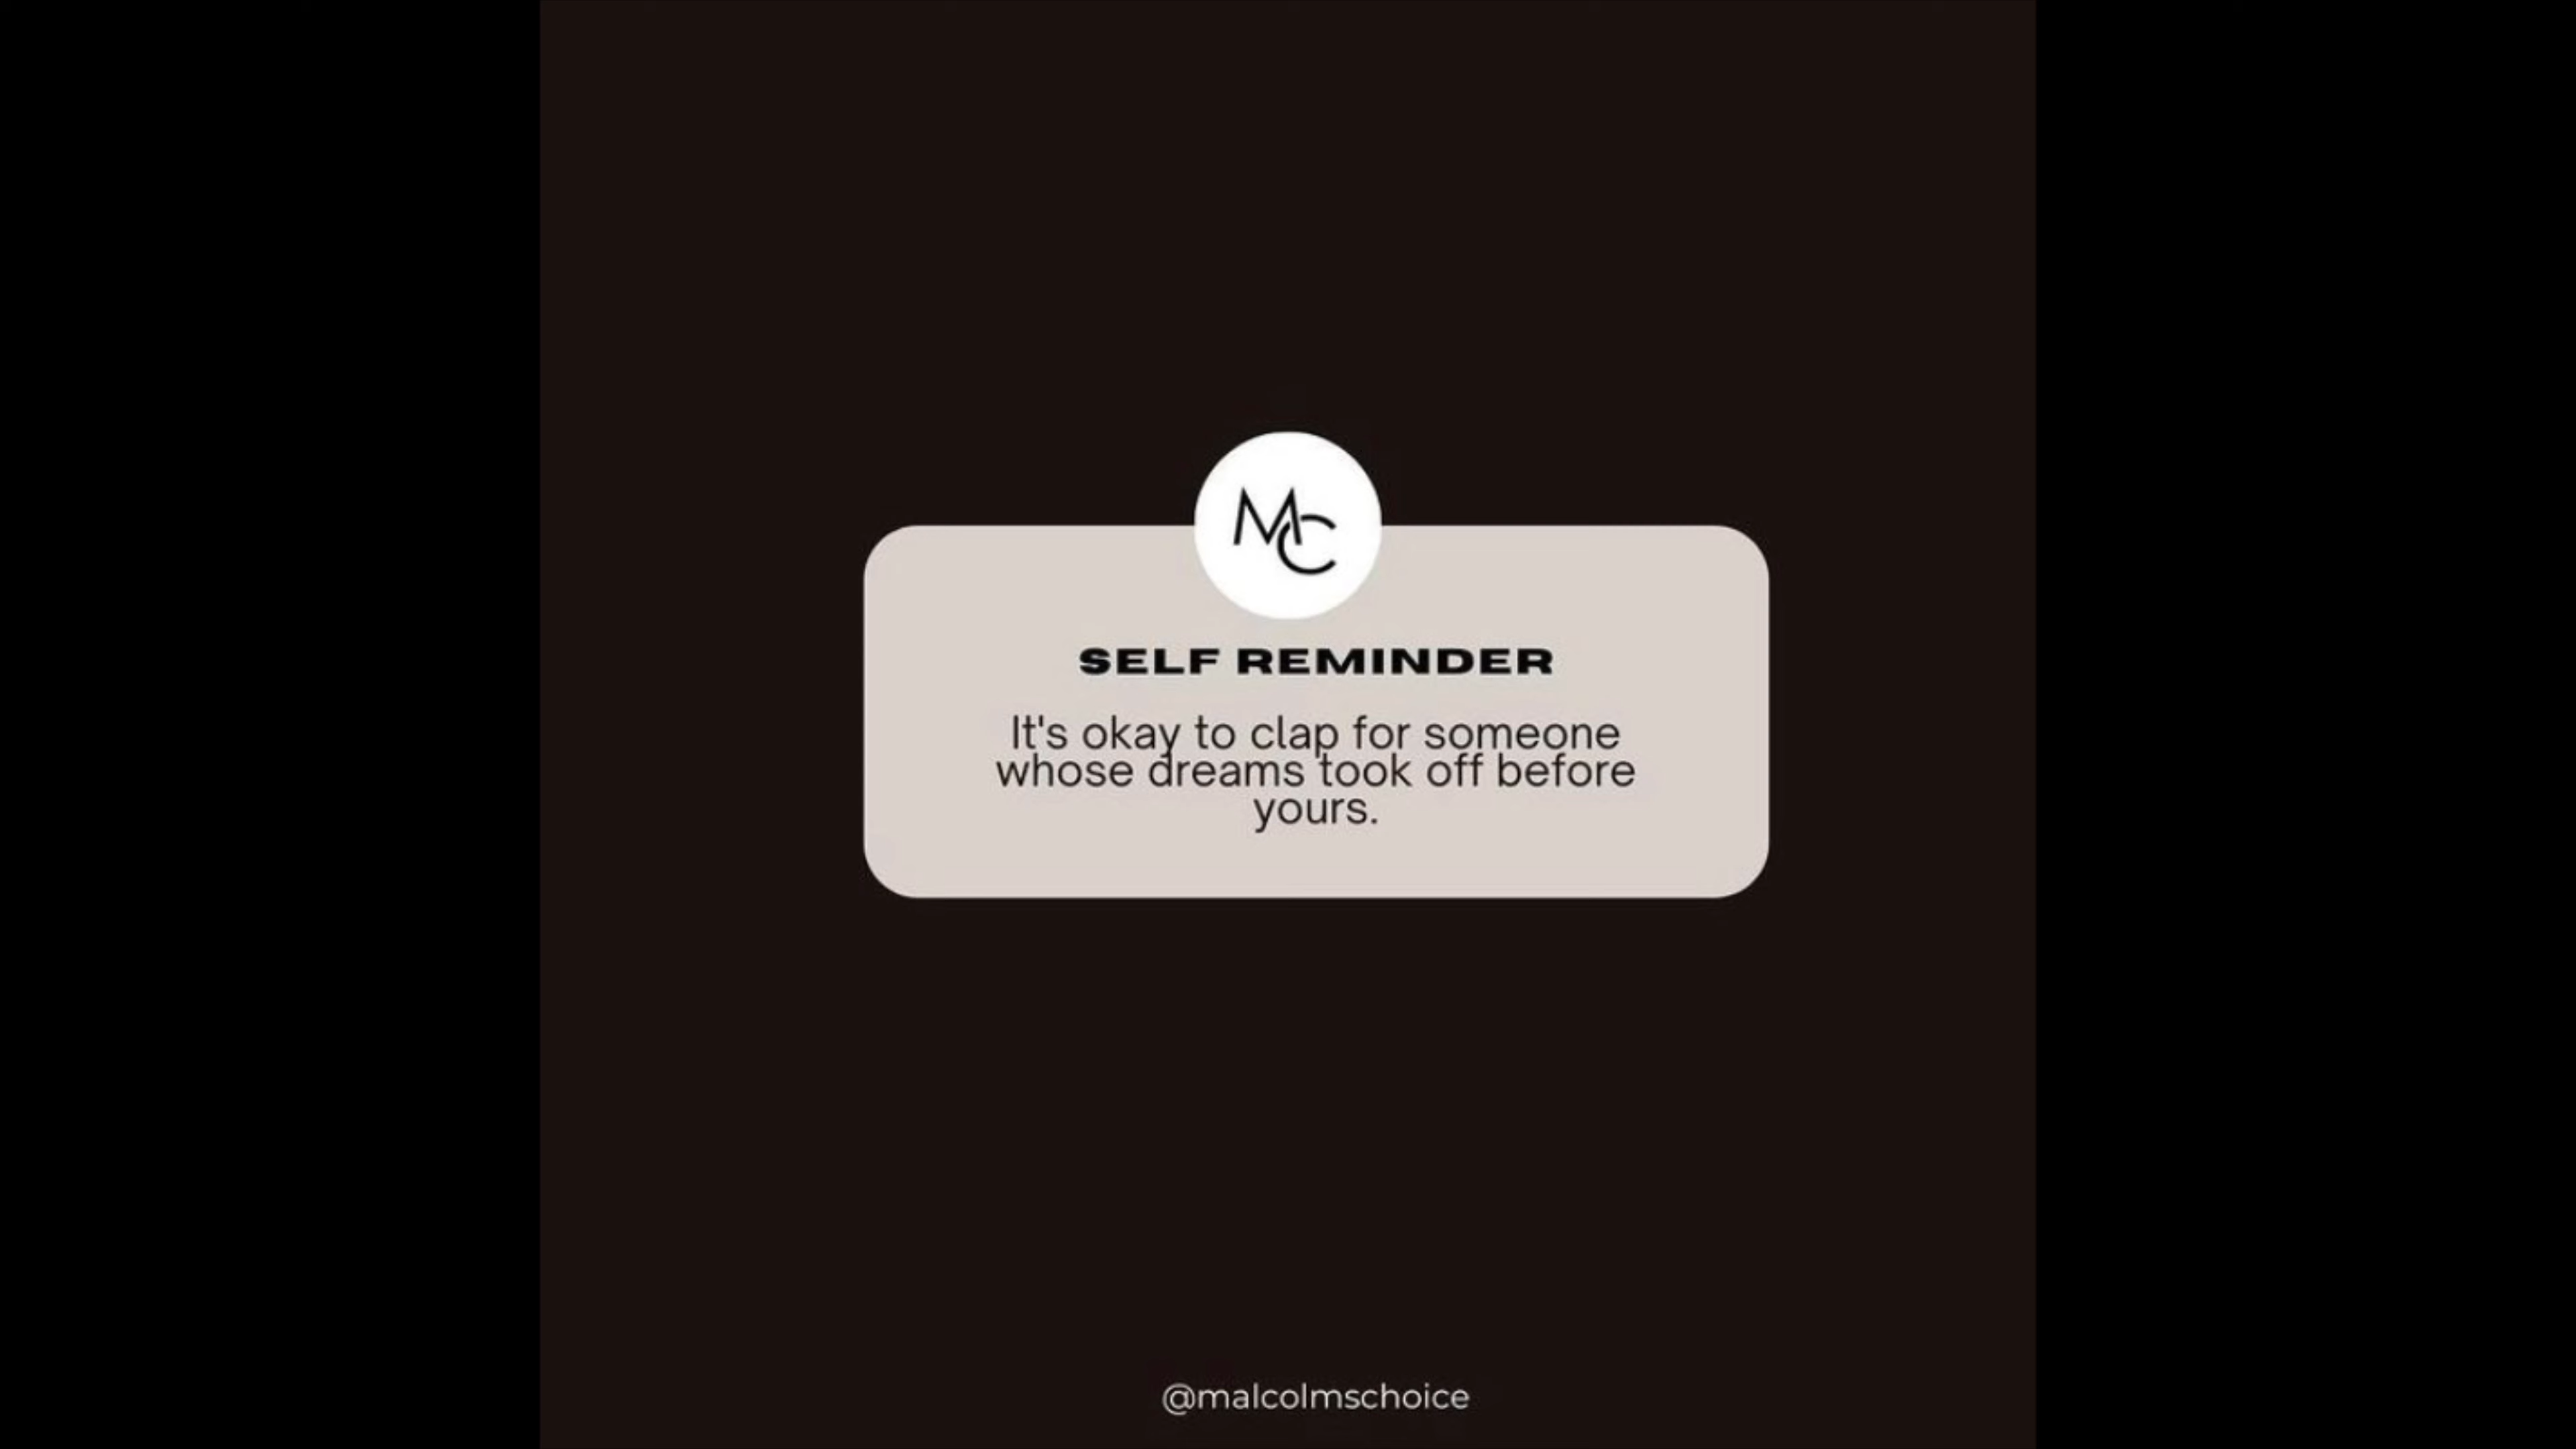 MC
SELF REMINDER
It's okay to clap for someone
whose dreams took off before
yours.
@malcolmschoice